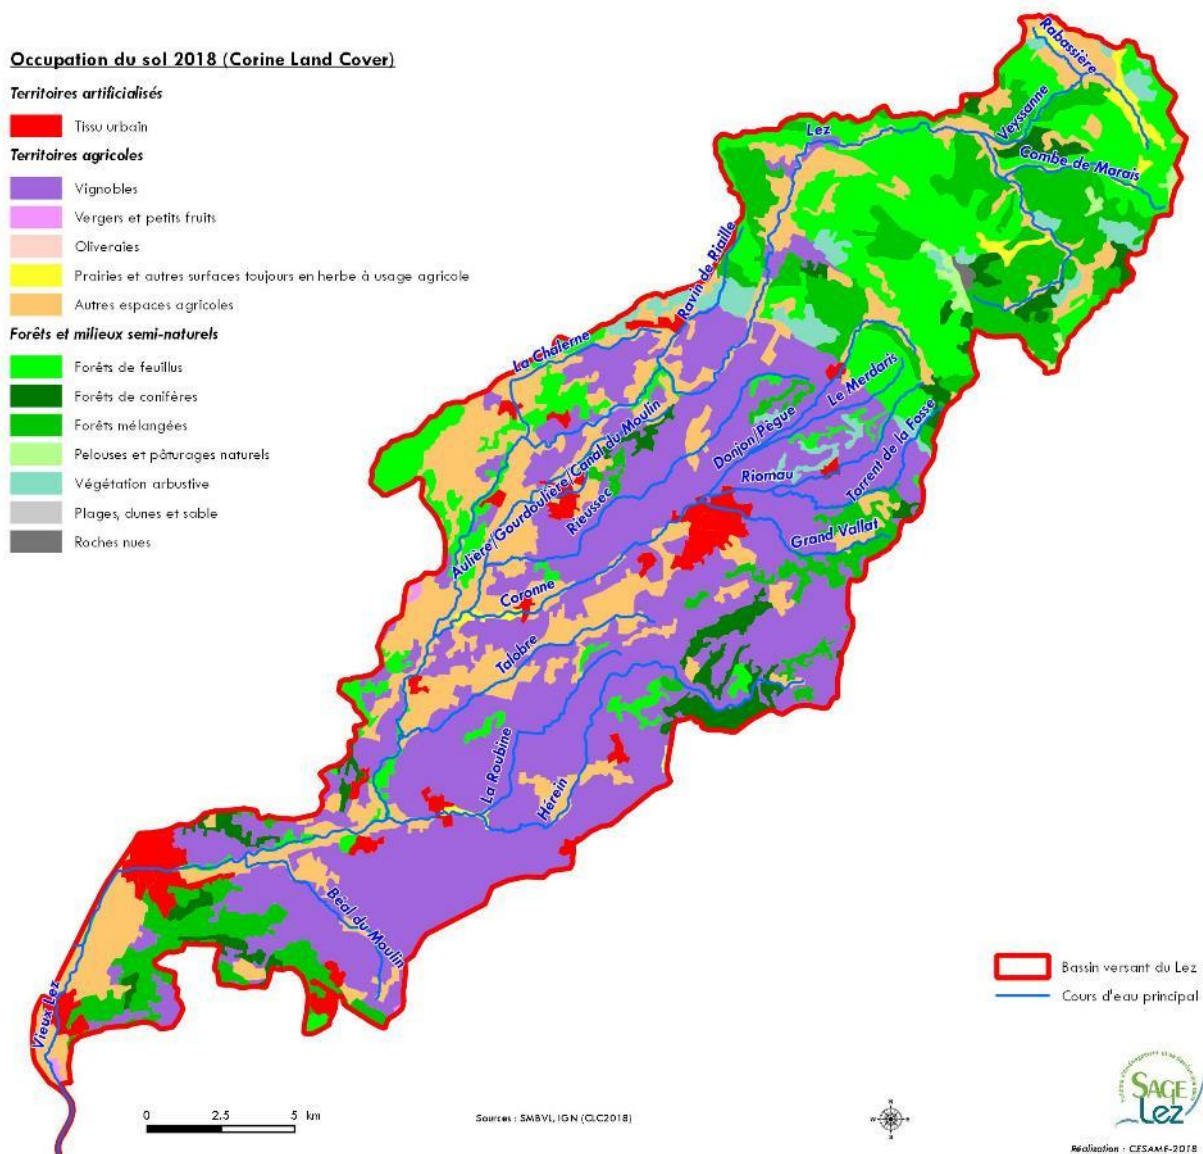 Occupation du sol 2018 (Corine Land Cover)
Territoires artificialisés
Tissu urbain
Territoires agricoles
Vignobles
Vergers et petits fruits
Oliveraies
Prairies et autres surfaces toujours en herbe à usage agricole
Autres espaces agricoles
Forêts et milieux semi-naturels
Forêts de feuillus
Forêts de conifères
Forêts mélangées
Pelouses et pâturages naturels
Végétation arbustive
Plages, dunes et sable
Roches nues
Rabassière
Veyssanne
Lez
Combe de Marais
Ravin de Riaille
La Chalerne
Le Merdaris
Donjon/Pègue
Aulière/Gourdoulière/Canal du Moulin
Torrent de la Fosse
Riomau
Rieussec
Grand Vallat
Coronne
Talobre
La Roubine
Hérein
Béal du Moulin
Vieux Lez
Bassin versant du Lez
Cours d'eau principal
0 2.5 5 km
Sources : SMBVL, IGN (CLC2018)
SAGE
Lez
Réalisation : CESAME-2018